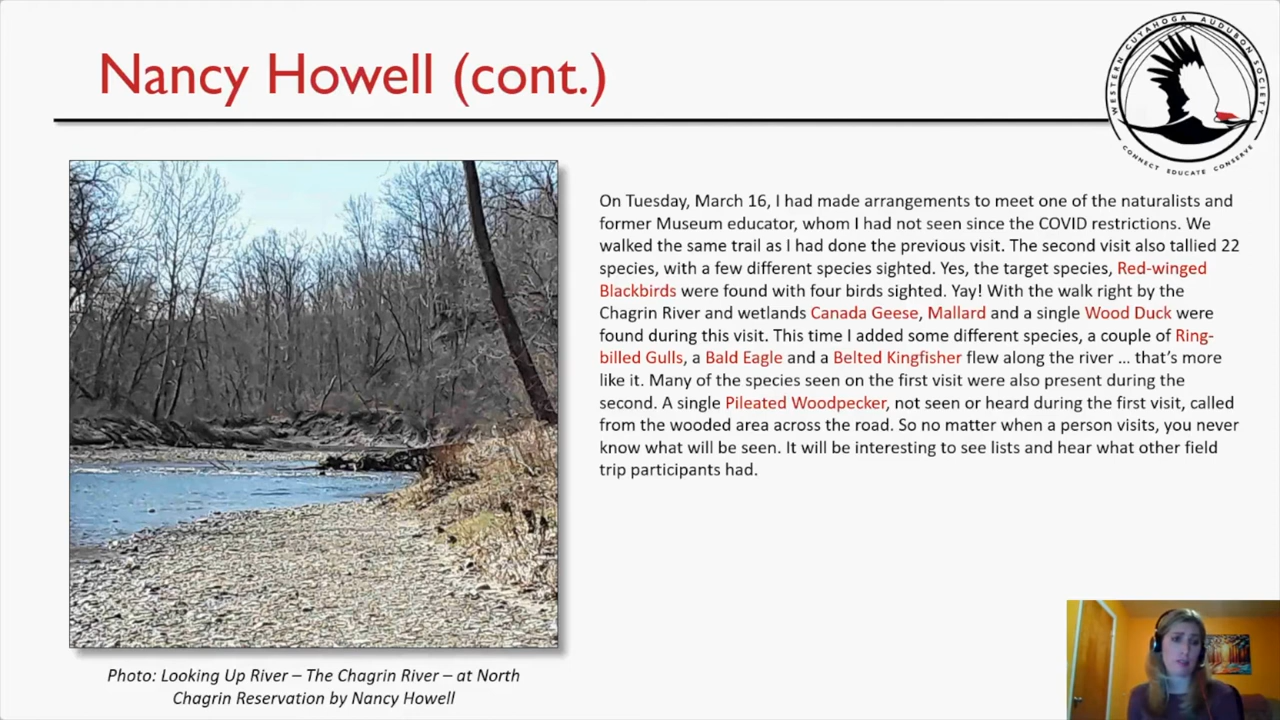 Nancy Howell (cont.)
WESTERN CUYAHOGA AUDUBON SOCIETY
CONNECT EDUCATE CONSERVE
On Tuesday, March 16, I had made arrangements to meet one of the naturalists and
former Museum educator, whom I had not seen since the COVID restrictions. We
walked the same trail as I had done the previous visit. The second visit also tallied 22
species, with a few different species sighted. Yes, the target species, Red-winged
Blackbirds were found with four birds sighted. Yay! With the walk right by the
Chagrin River and wetlands Canada Geese, Mallard and a single Wood Duck were
found during this visit. This time I added some different species, a couple of Ring-
billed Gulls, a Bald Eagle and a Belted Kingfisher flew along the river … that’s more
like it. Many of the species seen on the first visit were also present during the
second. A single Pileated Woodpecker, not seen or heard during the first visit, called
from the wooded area across the road. So no matter when a person visits, you never
know what will be seen. It will be interesting to see lists and hear what other field
trip participants had.
Photo: Looking Up River – The Chagrin River – at North
Chagrin Reservation by Nancy Howell